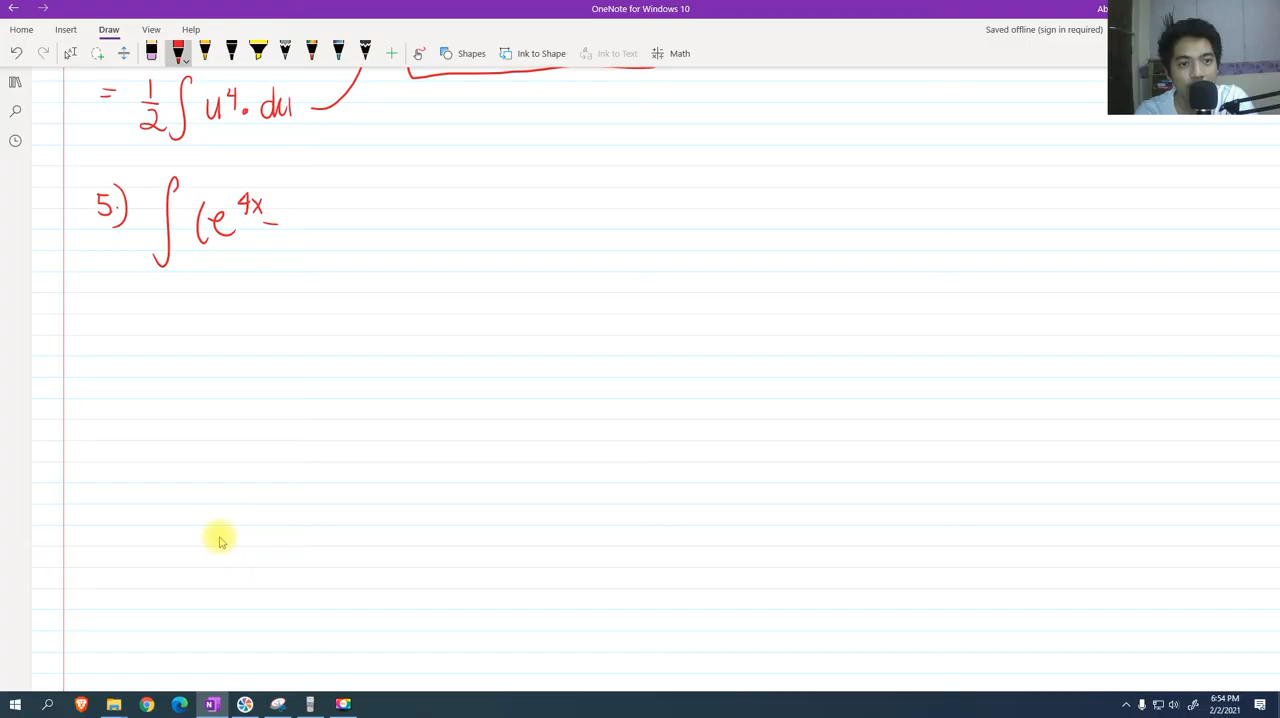 OneNote for Windows 10
Ab
Home Insert Draw View Help
Saved offline (sign in required)
Shapes Ink to Shape Ink to Text Math
= 1/2 ∫ u⁴ · du
5.) ∫ (e^4x −
6:54 PM
2/2/2021